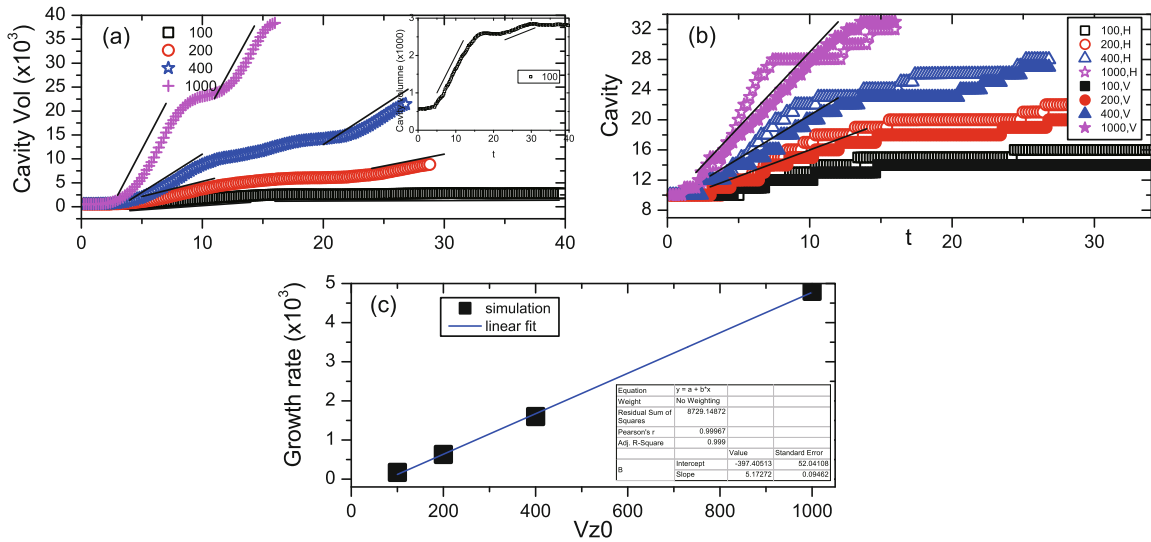 (a)
Cavity Vol (x10³)
40
35
30
25
20
15
10
5
0
0 10 20 30 40
100
200
400
1000
3
2
1
0
0 5 10 15 20 25 30 35 40
t
100
(b)
Cavity
32
28
24
20
16
12
8
0 10 20 30
t
100,H
200,H
400,H
1000,H
100,V
200,V
400,V
1000,V
(c)
Growth rate (x10³)
5
4
3
2
1
0
0 200 400 600 800 1000
Vz0
simulation
linear fit
Equation y = a + b*x
Weight No Weighting
Residual Sum of Squares 8729.14872
Pearson's r 0.99967
Adj. R-Square 0.999
Value Standard Error
B Intercept -397.40513 52.04108
Slope 5.17272 0.09462